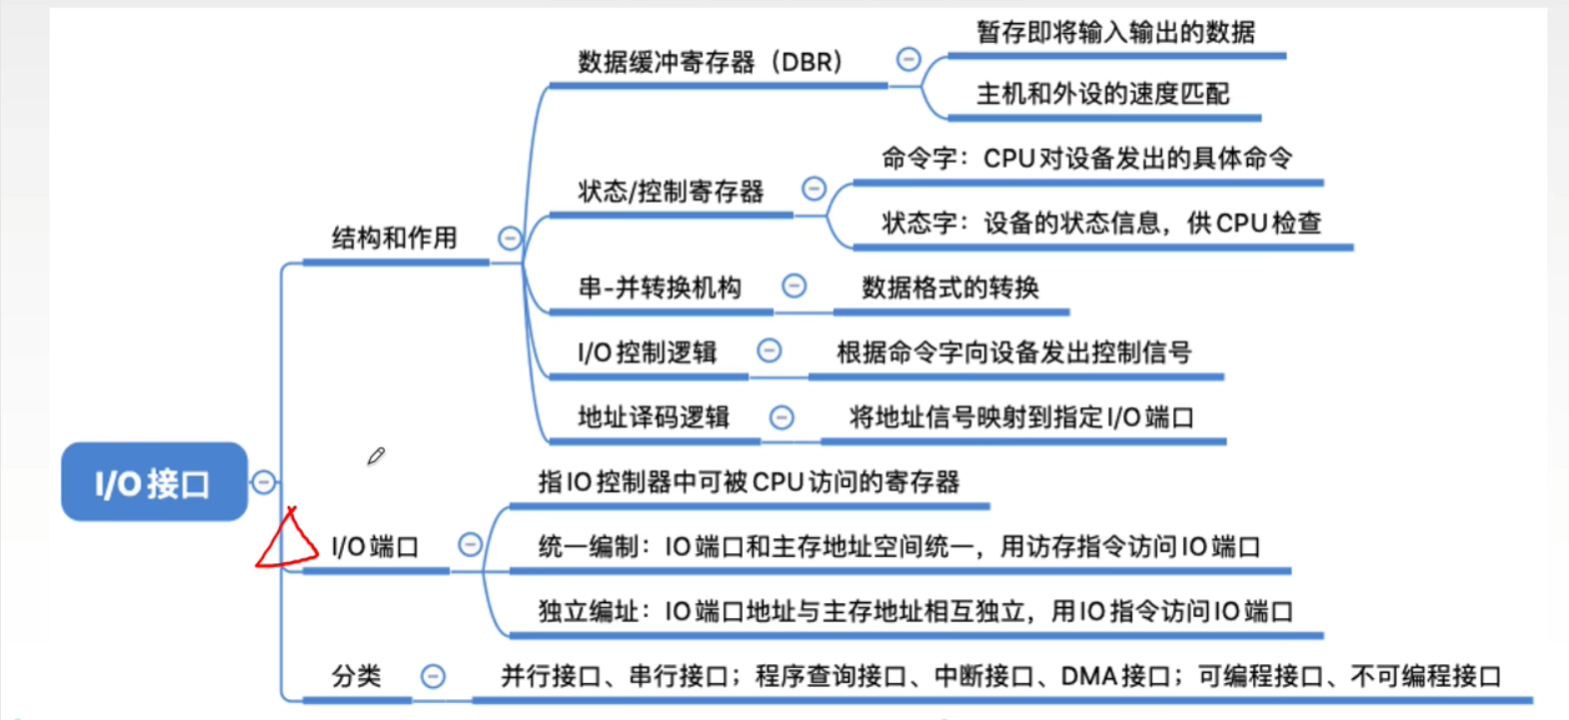 暂存即将输入输出的数据
数据缓冲寄存器（DBR）
主机和外设的速度匹配
命令字：CPU对设备发出的具体命令
状态/控制寄存器
状态字：设备的状态信息，供CPU检查
结构和作用
串-并转换机构
数据格式的转换
I/O控制逻辑
根据命令字向设备发出控制信号
地址译码逻辑
将地址信号映射到指定I/O端口
I/O接口
指IO控制器中可被CPU访问的寄存器
I/O端口
统一编制：IO端口和主存地址空间统一，用访存指令访问IO端口
独立编址：IO端口地址与主存地址相互独立，用IO指令访问IO端口
分类
并行接口、串行接口；程序查询接口、中断接口、DMA接口；可编程接口、不可编程接口